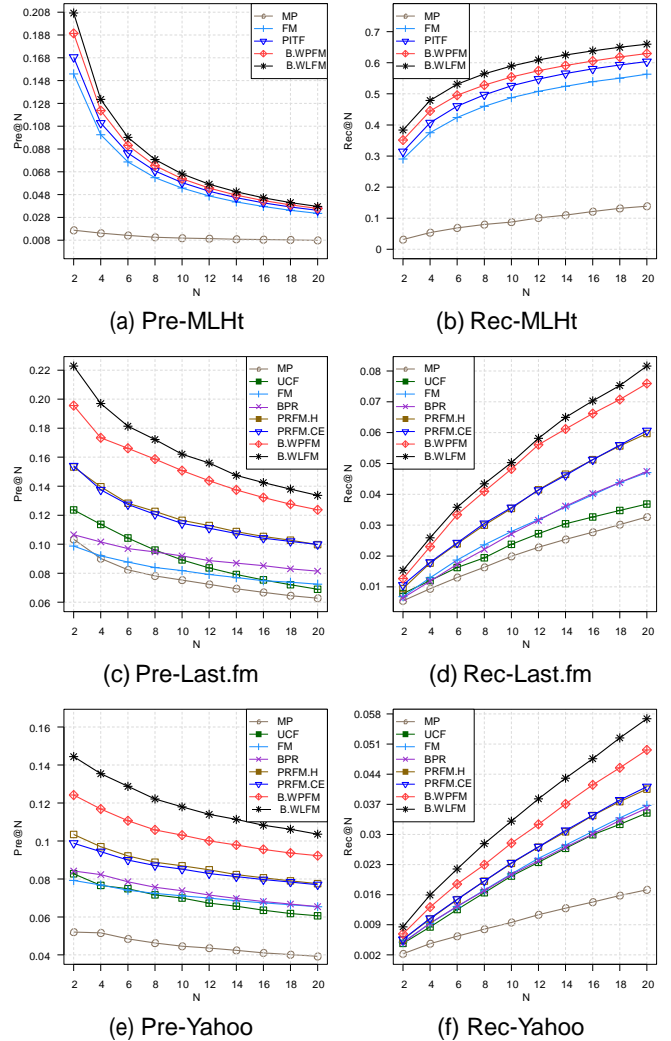 0.208
0.188
0.168
0.148
0.128
0.108
0.088
0.068
0.048
0.028
0.008
Pre@N
MP
FM
PITF
B.WPFM
B.WLFM
2 4 6 8 10 12 14 16 18 20
N
(a) Pre-MLHt
0.7
0.6
0.5
0.4
0.3
0.2
0.1
0
Rec@N
MP
FM
PITF
B.WPFM
B.WLFM
2 4 6 8 10 12 14 16 18 20
N
(b) Rec-MLHt
0.22
0.20
0.18
0.16
0.14
0.12
0.10
0.08
0.06
Pre@N
MP
UCF
FM
BPR
PRFM.H
PRFM.CE
B.WPFM
B.WLFM
2 4 6 8 10 12 14 16 18 20
N
(c) Pre-Last.fm
0.08
0.07
0.06
0.05
0.04
0.03
0.02
0.01
Rec@N
MP
UCF
FM
BPR
PRFM.H
PRFM.CE
B.WPFM
B.WLFM
2 4 6 8 10 12 14 16 18 20
N
(d) Rec-Last.fm
0.16
0.14
0.12
0.1
0.08
0.06
0.04
Pre@N
MP
UCF
FM
BPR
PRFM.H
PRFM.CE
B.WPFM
B.WLFM
2 4 6 8 10 12 14 16 18 20
N
(e) Pre-Yahoo
0.058
0.051
0.044
0.037
0.03
0.023
0.016
0.009
0.002
Rec@N
MP
UCF
FM
BPR
PRFM.H
PRFM.CE
B.WPFM
B.WLFM
2 4 6 8 10 12 14 16 18 20
N
(f) Rec-Yahoo